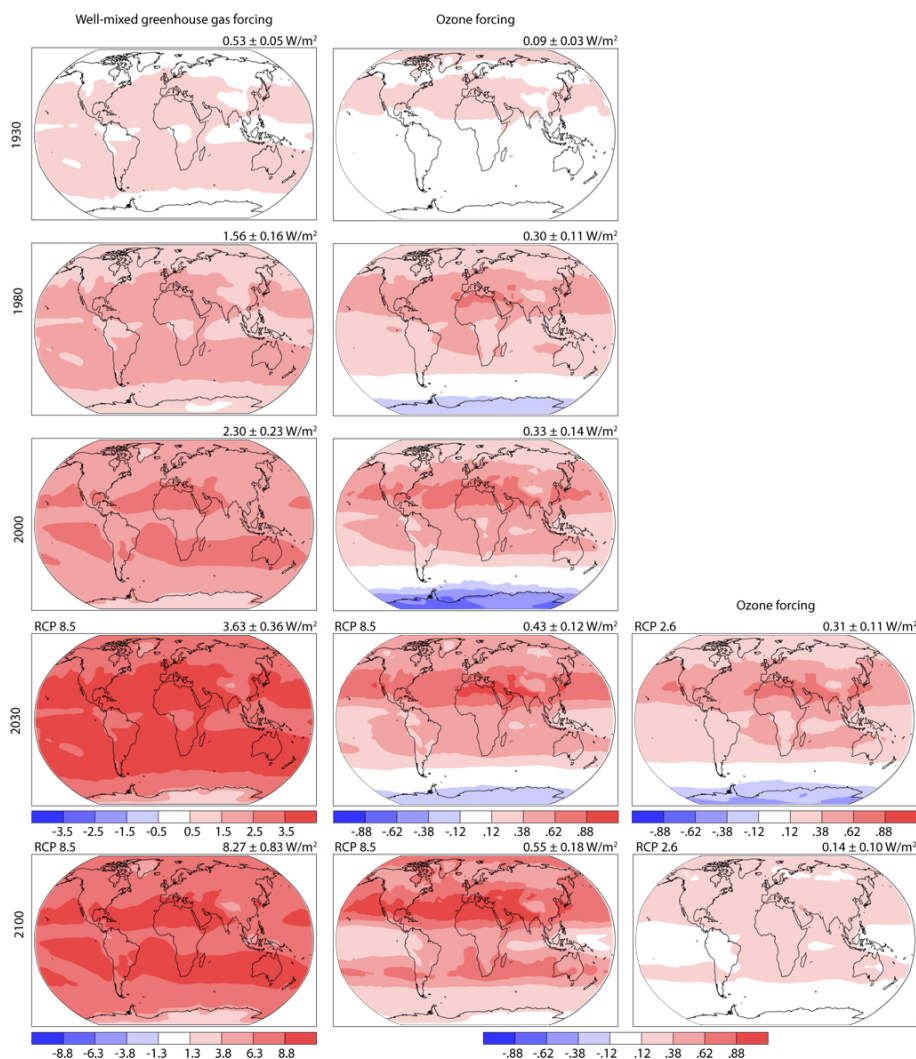 Well-mixed greenhouse gas forcing
Ozone forcing
0.53 ± 0.05 W/m²
0.09 ± 0.03 W/m²
1930
1.56 ± 0.16 W/m²
0.30 ± 0.11 W/m²
1980
2.30 ± 0.23 W/m²
0.33 ± 0.14 W/m²
2000
Ozone forcing
RCP 8.5 3.63 ± 0.36 W/m²
RCP 8.5 0.43 ± 0.12 W/m²
RCP 2.6 0.31 ± 0.11 W/m²
2030
-3.5 -2.5 -1.5 -0.5 0.5 1.5 2.5 3.5
-.88 -.62 -.38 -.12 .12 .38 .62 .88
-.88 -.62 -.38 -.12 .12 .38 .62 .88
RCP 8.5 8.27 ± 0.83 W/m²
RCP 8.5 0.55 ± 0.18 W/m²
RCP 2.6 0.14 ± 0.10 W/m²
2100
-8.8 -6.3 -3.8 -1.3 1.3 3.8 6.3 8.8
-.88 -.62 -.38 -.12 .12 .38 .62 .88